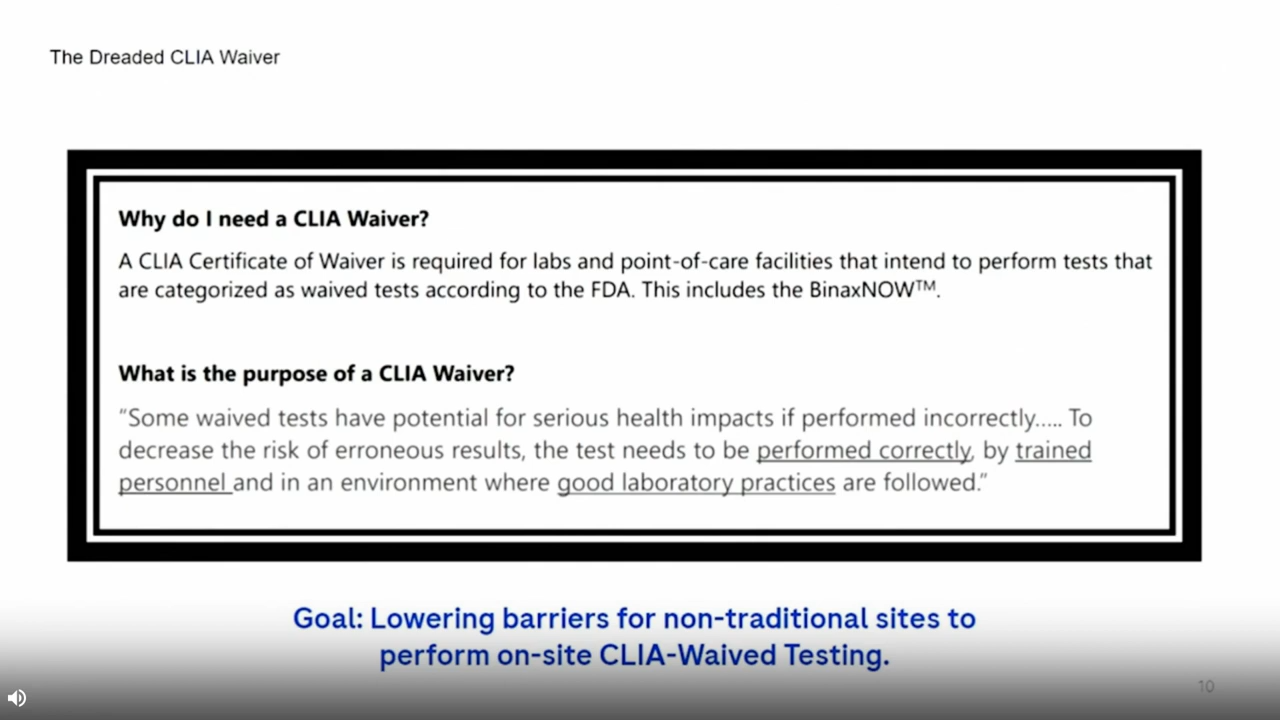 The Dreaded CLIA Waiver
Why do I need a CLIA Waiver?
A CLIA Certificate of Waiver is required for labs and point-of-care facilities that intend to perform tests that
are categorized as waived tests according to the FDA. This includes the BinaxNOW™.
What is the purpose of a CLIA Waiver?
“Some waived tests have potential for serious health impacts if performed incorrectly..... To
decrease the risk of erroneous results, the test needs to be performed correctly, by trained
personnel and in an environment where good laboratory practices are followed.”
Goal: Lowering barriers for non-traditional sites to
perform on-site CLIA-Waived Testing.
10